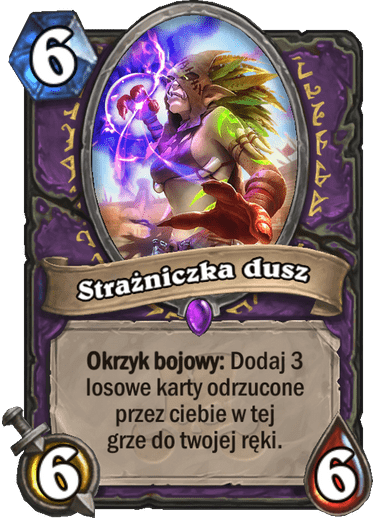 6
Strażniczka dusz
Okrzyk bojowy: Dodaj 3
losowe karty odrzucone
przez ciebie w tej
grze do twojej ręki.
6
6